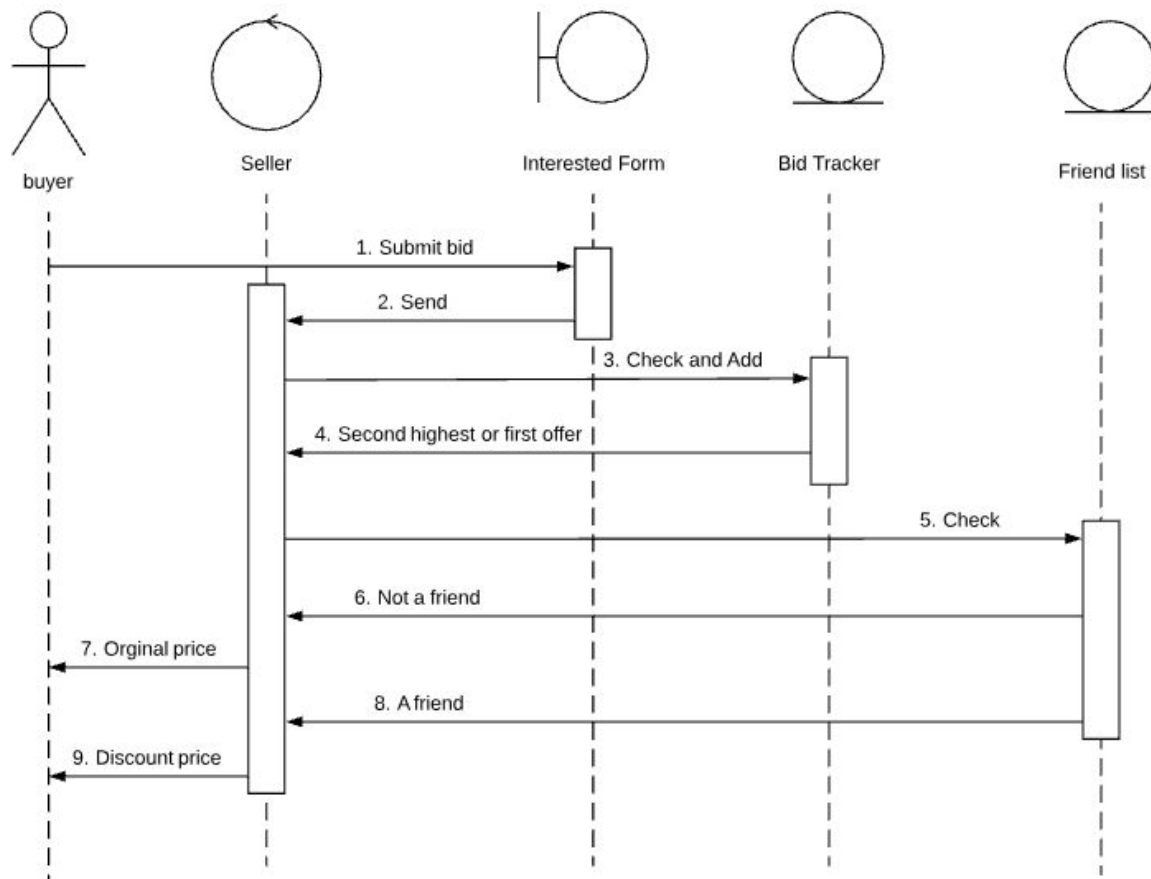 buyer
Seller
Interested Form
Bid Tracker
Friend list
1. Submit bid
2. Send
3. Check and Add
4. Second highest or first offer
5. Check
6. Not a friend
7. Orginal price
8. A friend
9. Discount price